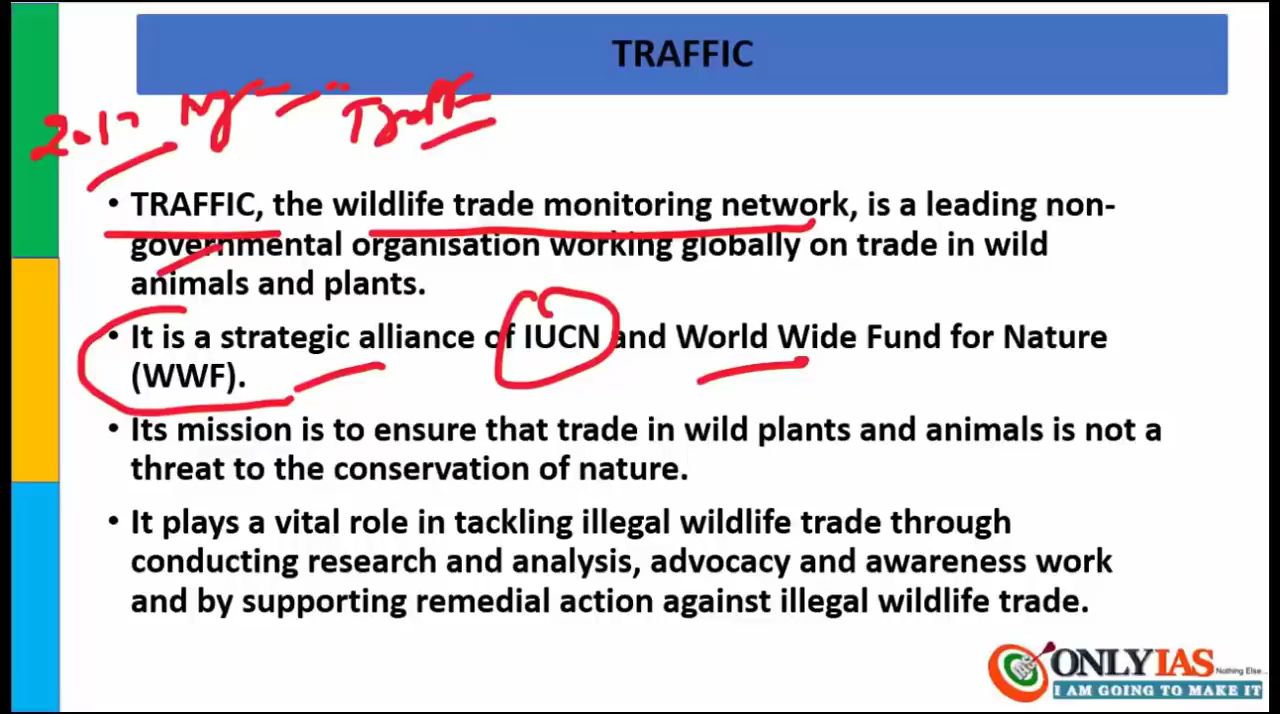 TRAFFIC
2017 Traffic
• TRAFFIC, the wildlife trade monitoring network, is a leading non-
governmental organisation working globally on trade in wild
animals and plants.
• It is a strategic alliance of IUCN and World Wide Fund for Nature
(WWF).
• Its mission is to ensure that trade in wild plants and animals is not a
threat to the conservation of nature.
• It plays a vital role in tackling illegal wildlife trade through
conducting research and analysis, advocacy and awareness work
and by supporting remedial action against illegal wildlife trade.
ONLYIAS
Nothing Else...
I AM GOING TO MAKE IT